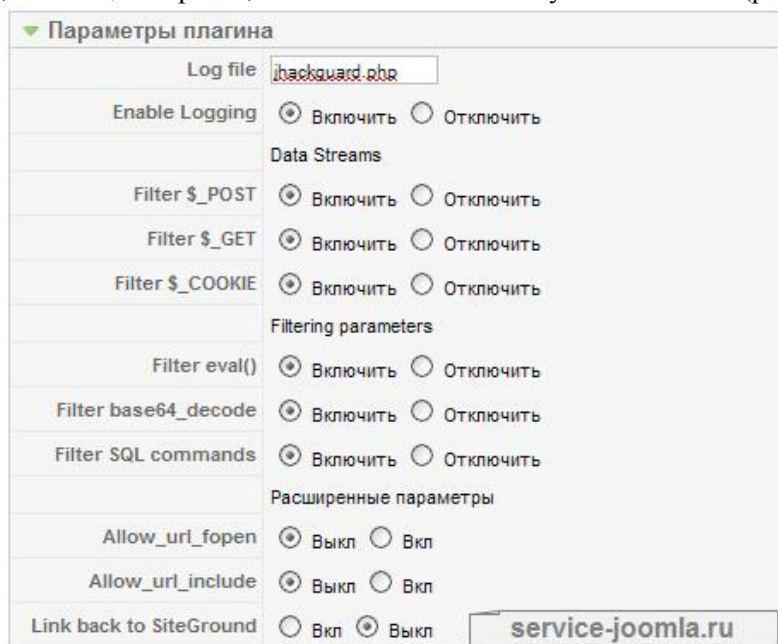 Параметры плагина
Log file jhackguard.php
Enable Logging Включить Отключить
Data Streams
Filter $_POST Включить Отключить
Filter $_GET Включить Отключить
Filter $_COOKIE Включить Отключить
Filtering parameters
Filter eval() Включить Отключить
Filter base64_decode Включить Отключить
Filter SQL commands Включить Отключить
Расширенные параметры
Allow_url_fopen Выкл Вкл
Allow_url_include Выкл Вкл
Link back to SiteGround Вкл Выкл
service-joomla.ru